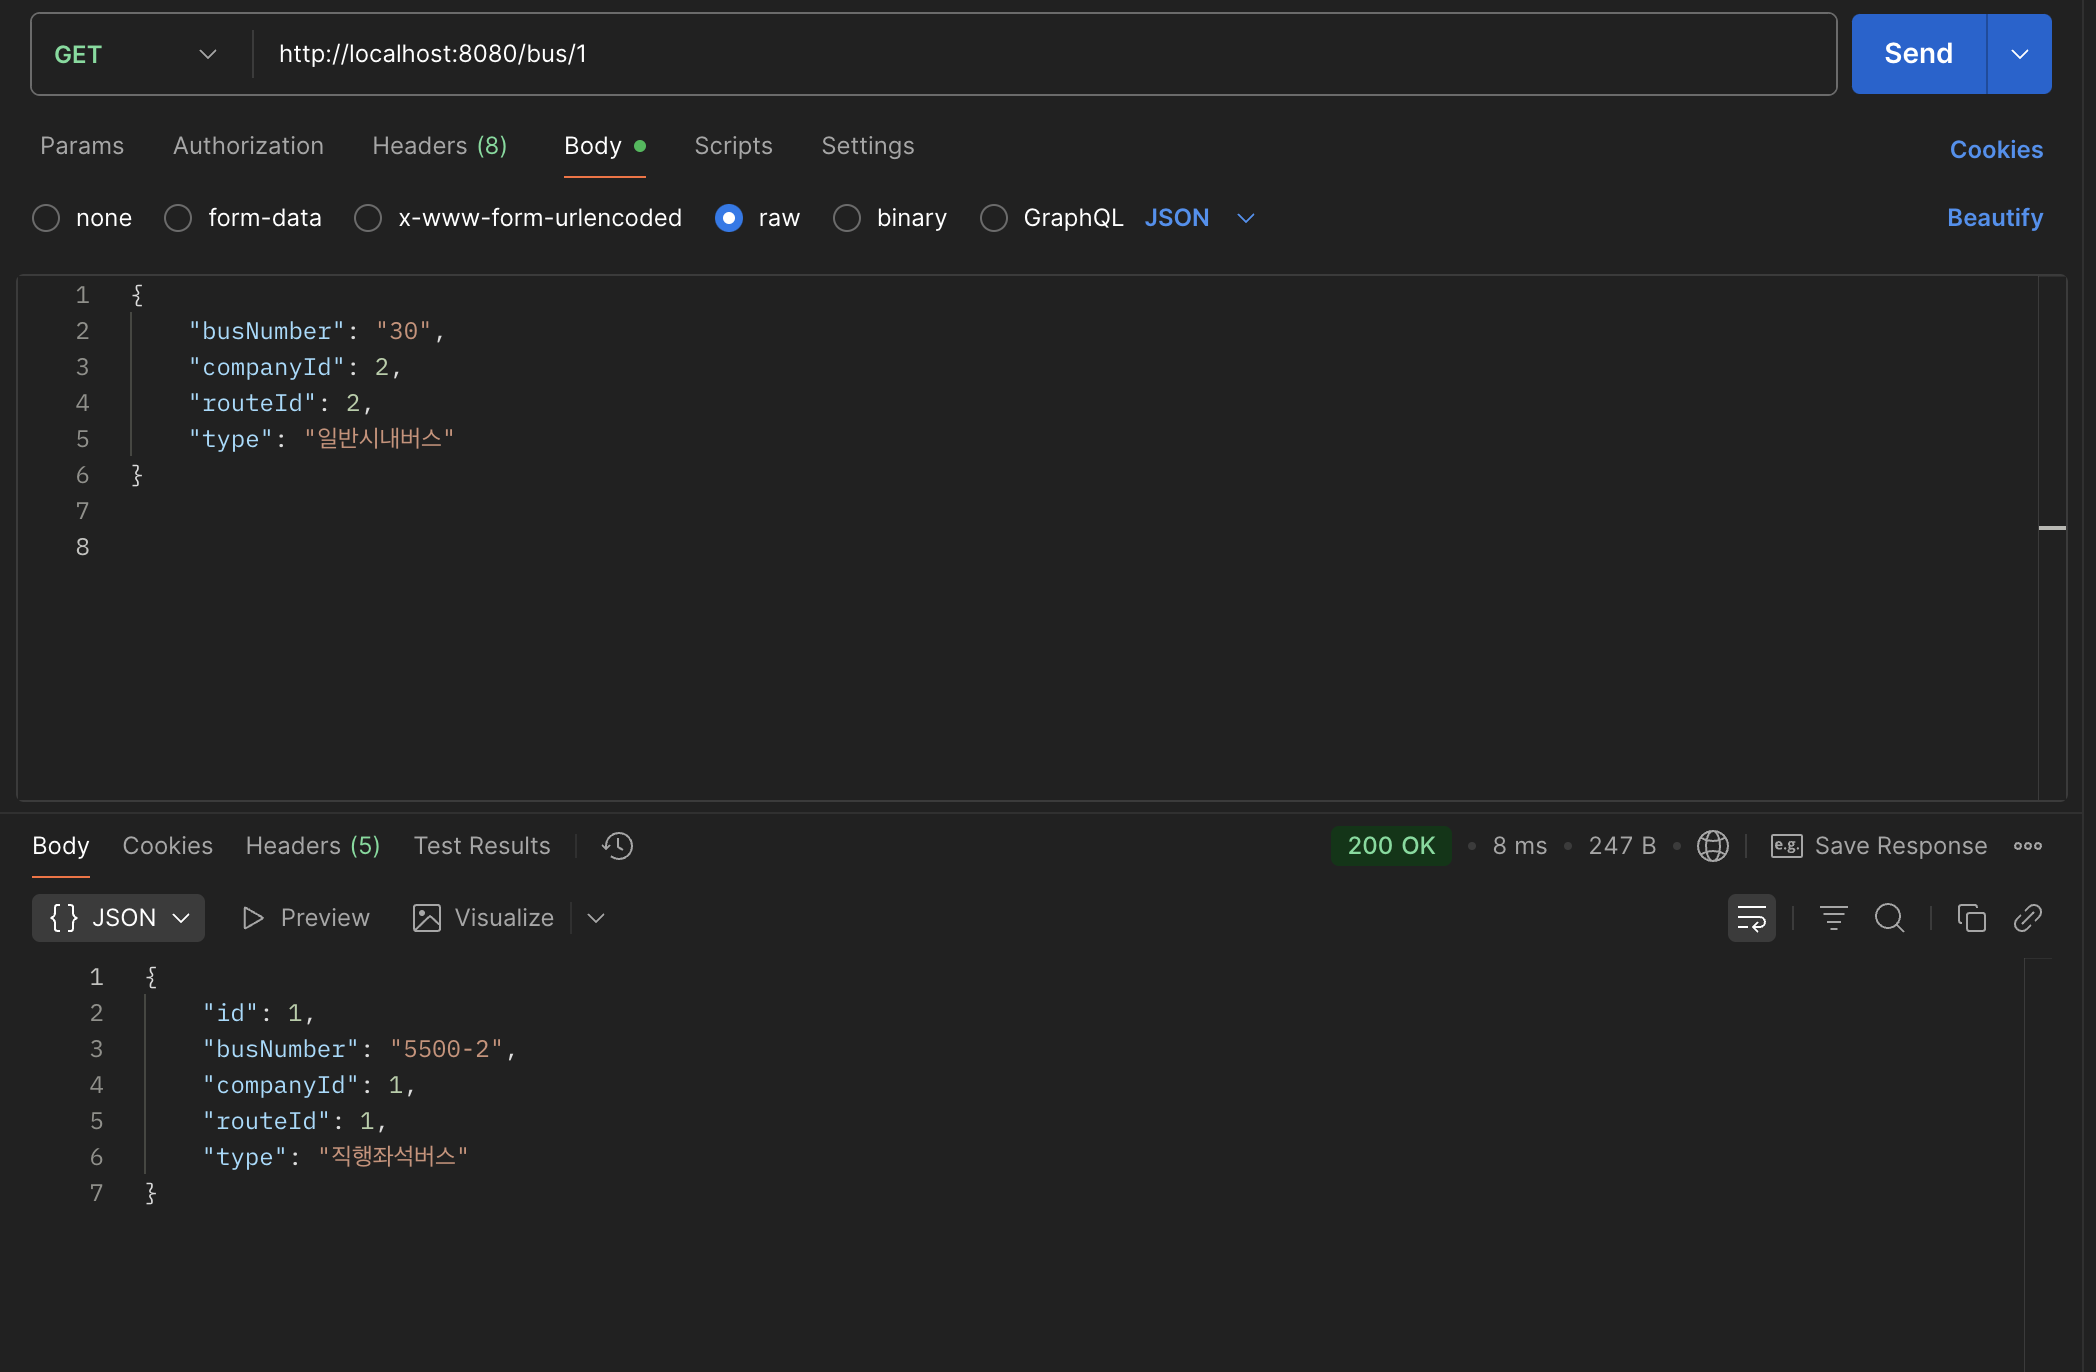 GET http://localhost:8080/bus/1 Send
Params Authorization Headers (8) Body Scripts Settings Cookies
none form-data x-www-form-urlencoded raw binary GraphQL JSON Beautify
1 {
2 "busNumber": "30",
3 "companyId": 2,
4 "routeId": 2,
5 "type": "일반시내버스"
6 }
7
8
Body Cookies Headers (5) Test Results 200 OK • 8 ms • 247 B • e.g. Save Response
{} JSON Preview Visualize
1 {
2 "id": 1,
3 "busNumber": "5500-2",
4 "companyId": 1,
5 "routeId": 1,
6 "type": "직행좌석버스"
7 }